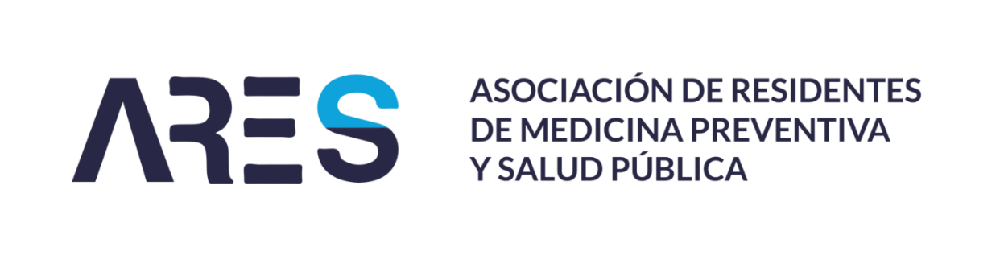 ARES
ASOCIACIÓN DE RESIDENTES
DE MEDICINA PREVENTIVA
Y SALUD PÚBLICA